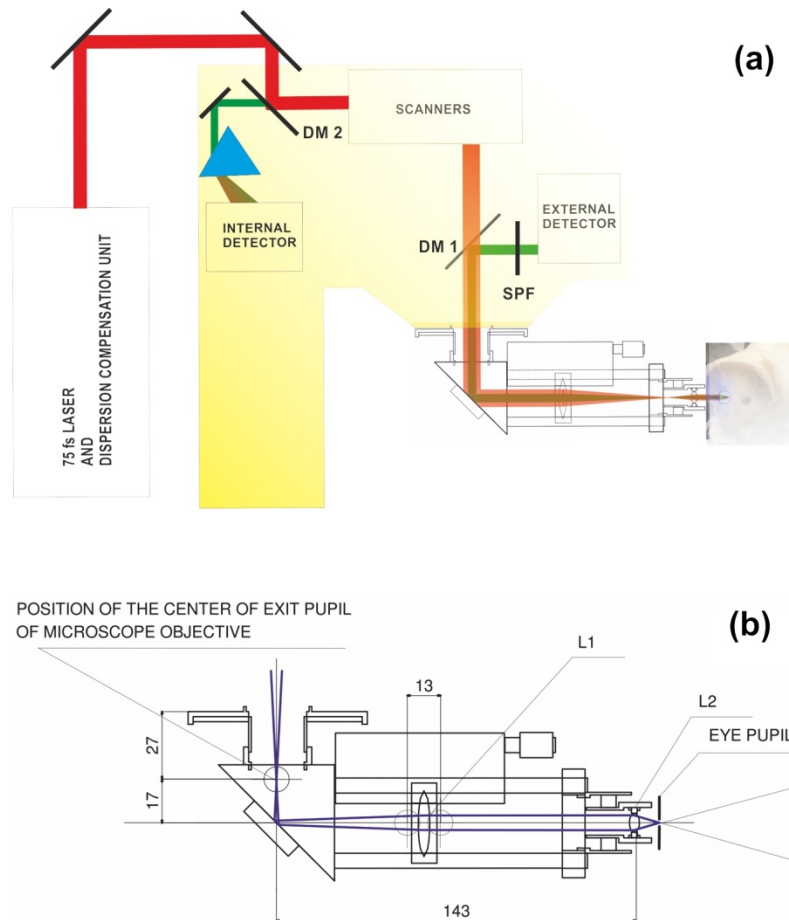 (a)
SCANNERS
DM 2
INTERNAL
DETECTOR
EXTERNAL
DETECTOR
DM 1
SPF
75 fs LASER
AND
DISPERSION COMPENSATION UNIT
POSITION OF THE CENTER OF EXIT PUPIL
OF MICROSCOPE OBJECTIVE
(b)
L1
13
L2
EYE PUPIL
27
17
143